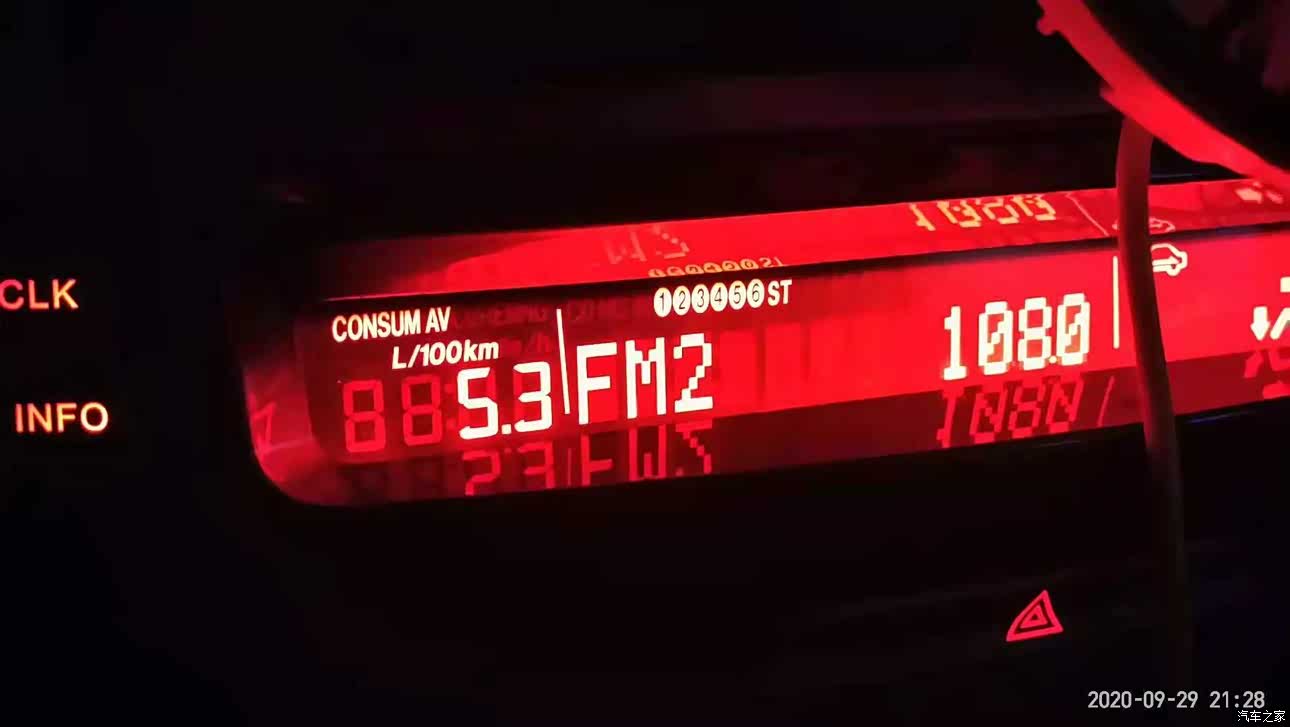 CLK
INFO
CONSUM AV
L/100km
5.3
①②③④⑤⑥ ST
FM2
108.0
2020-09-29 21:28
汽车之家